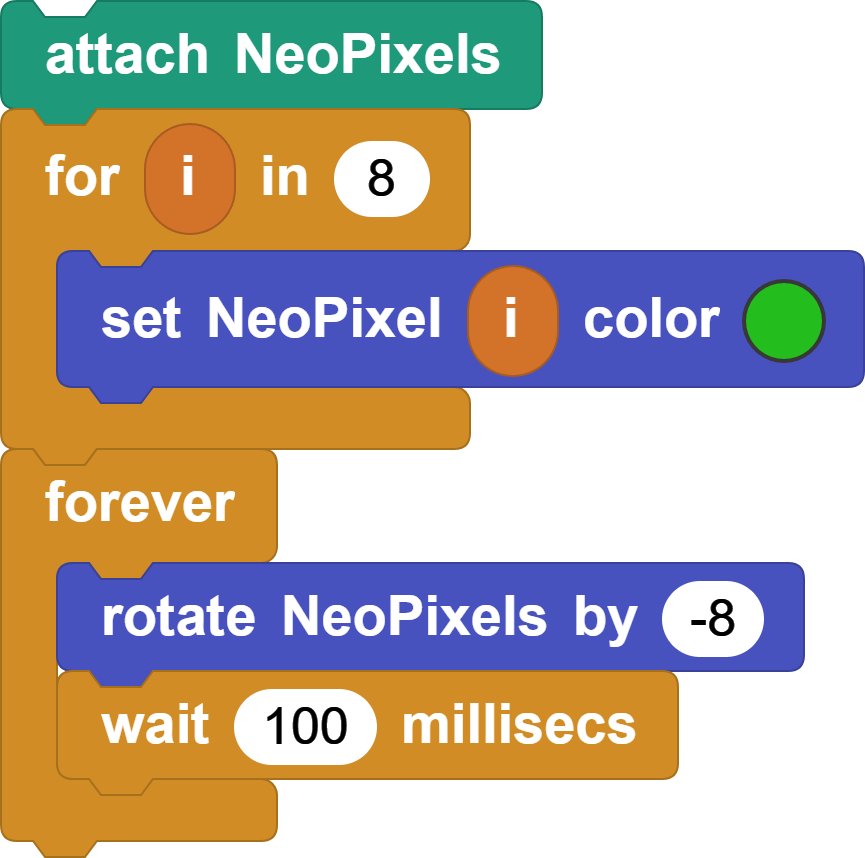 attach NeoPixels
for i in 8
set NeoPixel i color
forever
rotate NeoPixels by -8
wait 100 millisecs